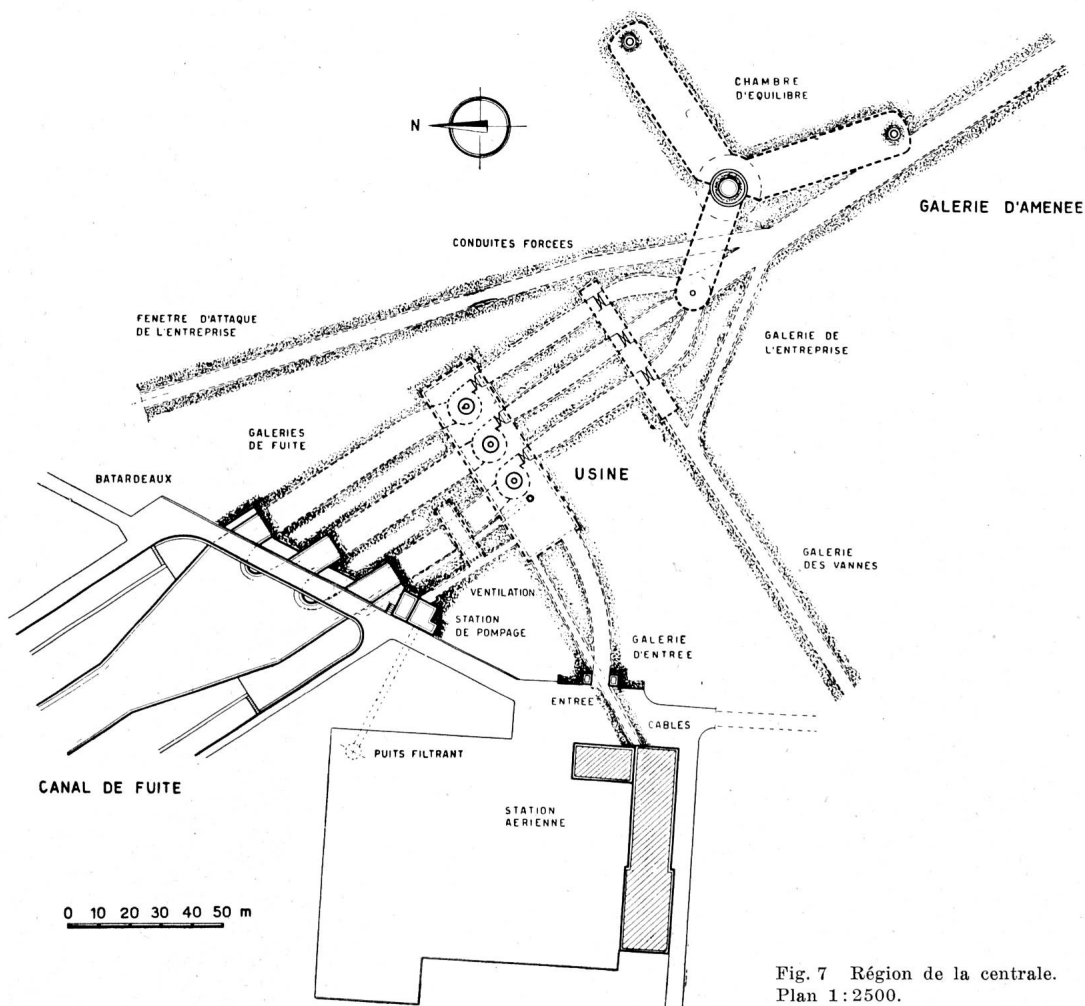 CHAMBRE
D'EQUILIBRE
N
GALERIE D'AMENEE
CONDUITES FORCEES
FENETRE D'ATTAQUE
DE L'ENTREPRISE
GALERIE DE
L'ENTREPRISE
GALERIES
DE FUITE
BATARDEAUX
USINE
GALERIE
DES VANNES
VENTILATION
STATION
DE POMPAGE
GALERIE
D'ENTREE
ENTREE
CABLES
PUITS FILTRANT
CANAL DE FUITE
STATION
AERIENNE
0 10 20 30 40 50 m
Fig. 7 Région de la centrale.
Plan 1:2500.